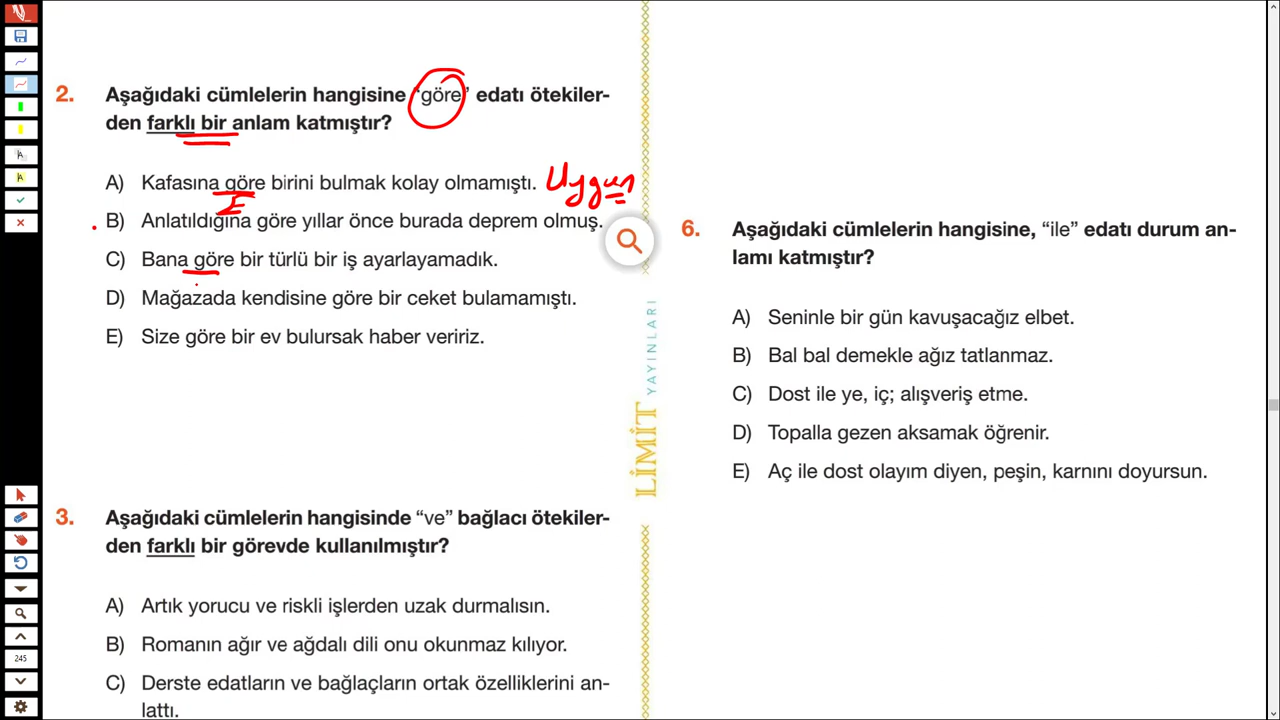 2. Aşağıdaki cümlelerin hangisine “göre” edatı ötekiler-
den farklı bir anlam katmıştır?
A) Kafasına göre birini bulmak kolay olmamıştı. Uygun
B) Anlatıldığına göre yıllar önce burada deprem olmuş.
C) Bana göre bir türlü bir iş ayarlayamadık.
D) Mağazada kendisine göre bir ceket bulamamıştı.
E) Size göre bir ev bulursak haber veririz.
3. Aşağıdaki cümlelerin hangisinde “ve” bağlacı ötekiler-
den farklı bir görevde kullanılmıştır?
A) Artık yorucu ve riskli işlerden uzak durmalısın.
B) Romanın ağır ve ağdalı dili onu okunmaz kılıyor.
C) Derste edatların ve bağlaçların ortak özelliklerini an-
lattı.
LİMİT YAYINLARI
6. Aşağıdaki cümlelerin hangisine, “ile” edatı durum an-
lamı katmıştır?
A) Seninle bir gün kavuşacağız elbet.
B) Bal bal demekle ağız tatlanmaz.
C) Dost ile ye, iç; alışveriş etme.
D) Topalla gezen aksamak öğrenir.
E) Aç ile dost olayım diyen, peşin, karnını doyursun.
A
A
245